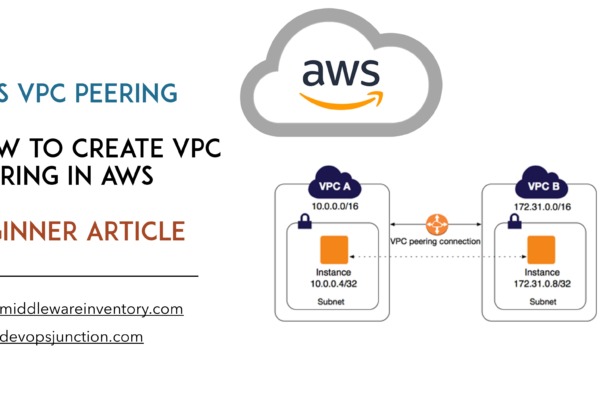 S VPC PEERING
W TO CREATE VPC
RING IN AWS
INNER ARTICLE
middlewareinventory.com
devopsjunction.com
aws
VPC A
10.0.0.0/16
Instance
10.0.0.4/32
Subnet
VPC peering connection
VPC B
172.31.0.0/16
Instance
172.31.0.8/32
Subnet